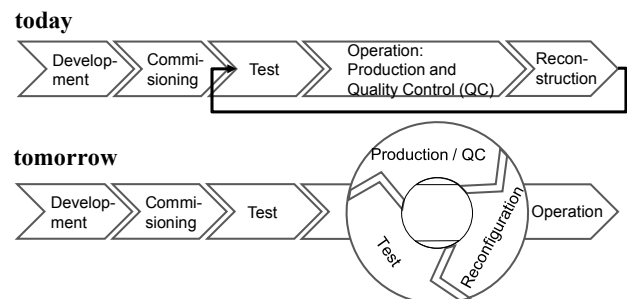 today
Develop-
ment
Commi-
sioning
Test
Operation:
Production and
Quality Control (QC)
Recon-
struction
tomorrow
Develop-
ment
Commi-
sioning
Test
Production / QC
Reconfiguration
Test
Operation